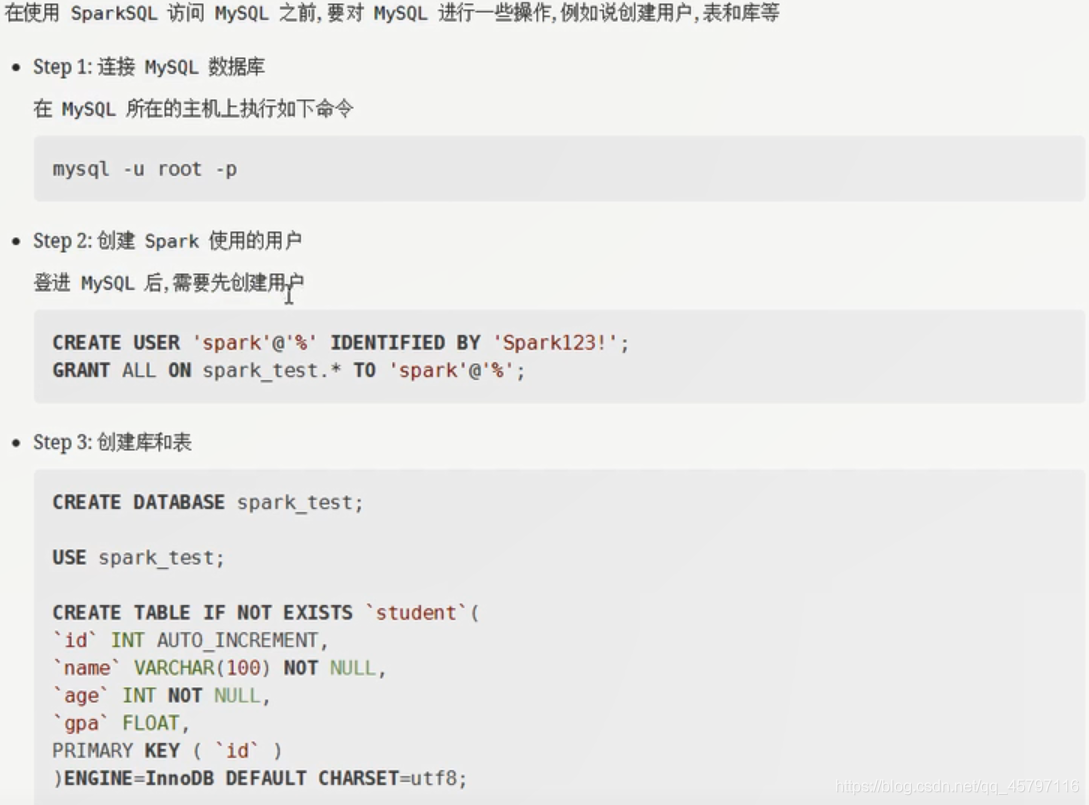 在使用 SparkSQL 访问 MySQL 之前,要对 MySQL 进行一些操作,例如说创建用户,表和库等
Step 1: 连接 MySQL 数据库
在 MySQL 所在的主机上执行如下命令
mysql -u root -p
Step 2: 创建 Spark 使用的用户
登进 MySQL 后,需要先创建用户
CREATE USER 'spark'@'%' IDENTIFIED BY 'Spark123!';
GRANT ALL ON spark_test.* TO 'spark'@'%';
Step 3: 创建库和表
CREATE DATABASE spark_test;
USE spark_test;
CREATE TABLE IF NOT EXISTS `student`(
`id` INT AUTO_INCREMENT,
`name` VARCHAR(100) NOT NULL,
`age` INT NOT NULL,
`gpa` FLOAT,
PRIMARY KEY ( `id` )
)ENGINE=InnoDB DEFAULT CHARSET=utf8;
https://blog.csdn.net/qq_45797116